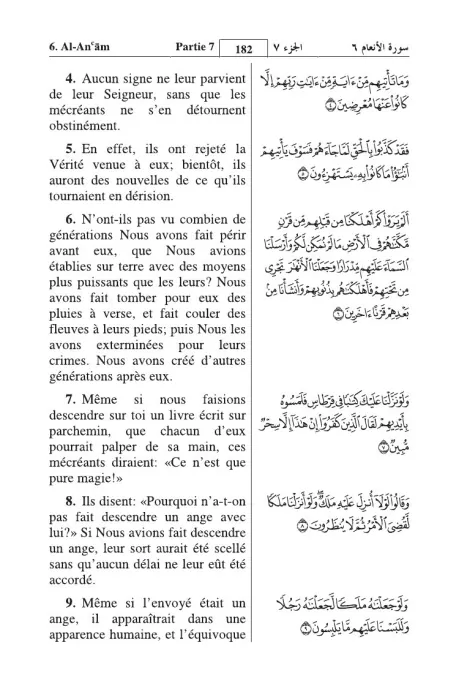 6. Al-Anᶜām Partie 7 182 الجزء ٧ سورة الأنعام ٦
4. Aucun signe ne leur parvient
de leur Seigneur, sans que les
mécréants ne s'en détournent
obstinément.
5. En effet, ils ont rejeté la
Vérité venue à eux; bientôt, ils
auront des nouvelles de ce qu'ils
tournaient en dérision.
6. N'ont-ils pas vu combien de
générations Nous avons fait périr
avant eux, que Nous avions
établies sur terre avec des moyens
plus puissants que les leurs? Nous
avons fait tomber pour eux des
pluies à verse, et fait couler des
fleuves à leurs pieds; puis Nous les
avons exterminées pour leurs
crimes. Nous avons créé d'autres
générations après eux.
7. Même si nous faisions
descendre sur toi un livre écrit sur
parchemin, que chacun d'eux
pourrait palper de sa main, ces
mécréants diraient: «Ce n'est que
pure magie!»
8. Ils disent: «Pourquoi n'a-t-on
pas fait descendre un ange avec
lui?» Si Nous avions fait descendre
un ange, leur sort aurait été scellé
sans qu'aucun délai ne leur eût été
accordé.
9. Même si l'envoyé était un
ange, il apparaîtrait dans une
apparence humaine, et l'équivoque
وَمَا تَأْتِيهِم مِّنْ ءَايَةٍ مِّنْ ءَايَٰتِ رَبِّهِمْ إِلَّا
كَانُوا۟ عَنْهَا مُعْرِضِينَ ﴿٤﴾
فَقَدْ كَذَّبُوا۟ بِٱلْحَقِّ لَمَّا جَآءَهُمْ فَسَوْفَ يَأْتِيهِمْ
أَنۢبَٰٓؤُا۟ مَا كَانُوا۟ بِهِۦ يَسْتَهْزِءُونَ ﴿٥﴾
أَلَمْ يَرَوْا۟ كَمْ أَهْلَكْنَا مِن قَبْلِهِم مِّن قَرْنٍ
مَّكَّنَّٰهُمْ فِى ٱلْأَرْضِ مَا لَمْ نُمَكِّن لَّكُمْ وَأَرْسَلْنَا
ٱلسَّمَآءَ عَلَيْهِم مِّدْرَارًا وَجَعَلْنَا ٱلْأَنْهَٰرَ تَجْرِى
مِن تَحْتِهِمْ فَأَهْلَكْنَٰهُم بِذُنُوبِهِمْ وَأَنشَأْنَا مِنۢ
بَعْدِهِمْ قَرْنًا ءَاخَرِينَ ﴿٦﴾
وَلَوْ نَزَّلْنَا عَلَيْكَ كِتَٰبًا فِى قِرْطَاسٍ فَلَمَسُوهُ
بِأَيْدِيهِمْ لَقَالَ ٱلَّذِينَ كَفَرُوٓا۟ إِنْ هَٰذَآ إِلَّا سِحْرٌ
مُّبِينٌ ﴿٧﴾
وَقَالُوا۟ لَوْلَآ أُنزِلَ عَلَيْهِ مَلَكٌ وَلَوْ أَنزَلْنَا مَلَكًا
لَّقُضِىَ ٱلْأَمْرُ ثُمَّ لَا يُنظَرُونَ ﴿٨﴾
وَلَوْ جَعَلْنَٰهُ مَلَكًا لَّجَعَلْنَٰهُ رَجُلًا
وَلَلَبَسْنَا عَلَيْهِم مَّا يَلْبِسُونَ ﴿٩﴾